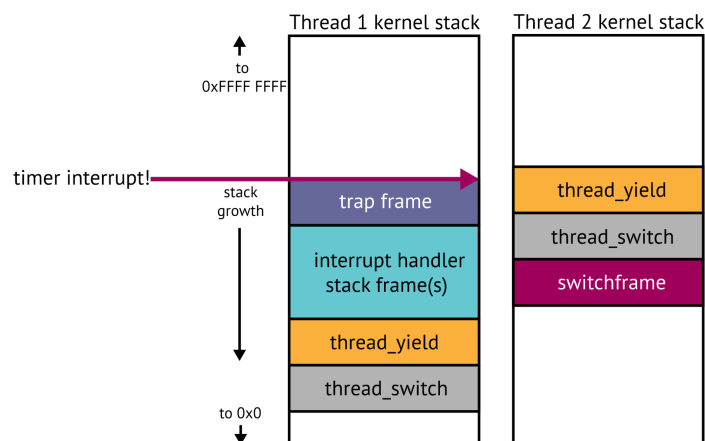 Thread 1 kernel stack
Thread 2 kernel stack
to
0xFFFF FFFF
timer interrupt!
stack
growth
trap frame
interrupt handler
stack frame(s)
thread_yield
thread_switch
to 0x0
thread_yield
thread_switch
switchframe